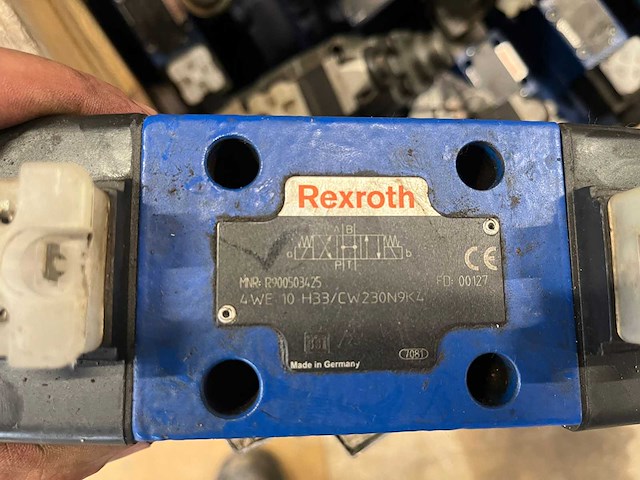 Rexroth
A B
a b
P T
MNR: R900503425 FD: 00127
4WE 10 H33/CW230N9K4
Made in Germany 7081